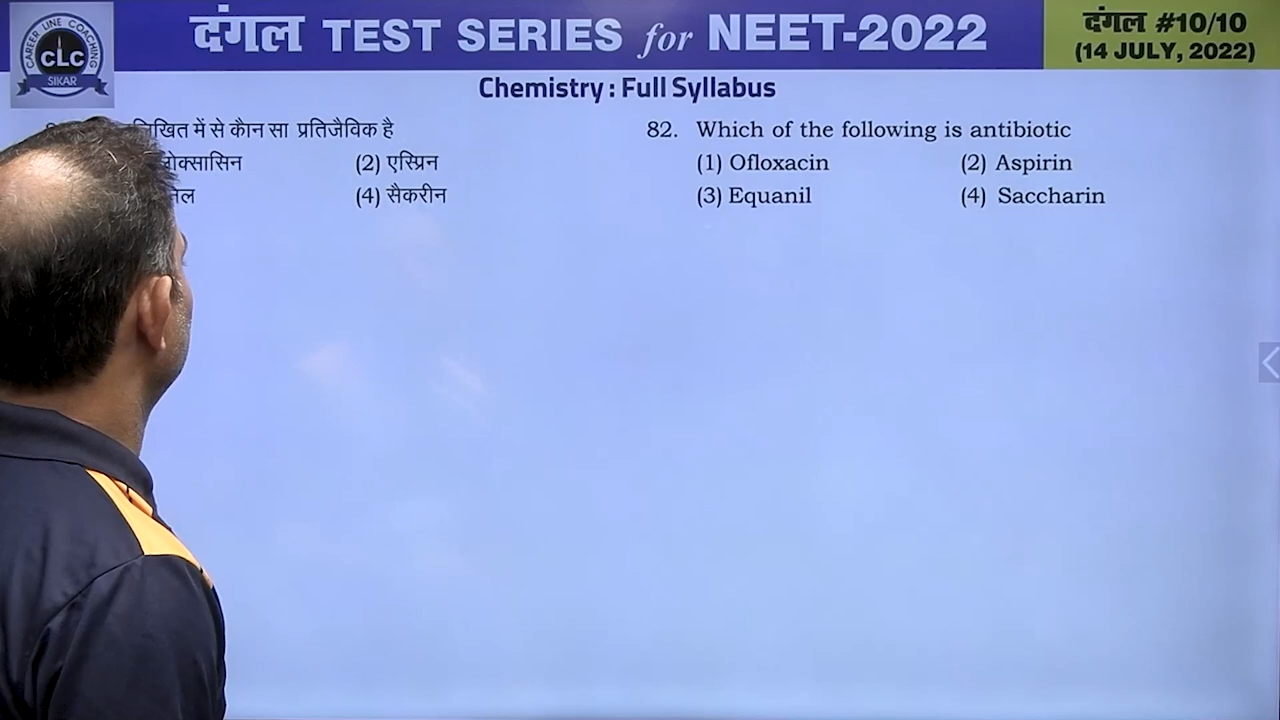 दंगल TEST SERIES for NEET-2022
दंगल #10/10
(14 JULY, 2022)
CAREER LINE COACHING
CLC
SIKAR
Chemistry : Full Syllabus
में से कौन सा प्रतिजैविक है
(2) एस्प्रिन
(4) सैकरीन
82. Which of the following is antibiotic
(1) Ofloxacin (2) Aspirin
(3) Equanil (4) Saccharin